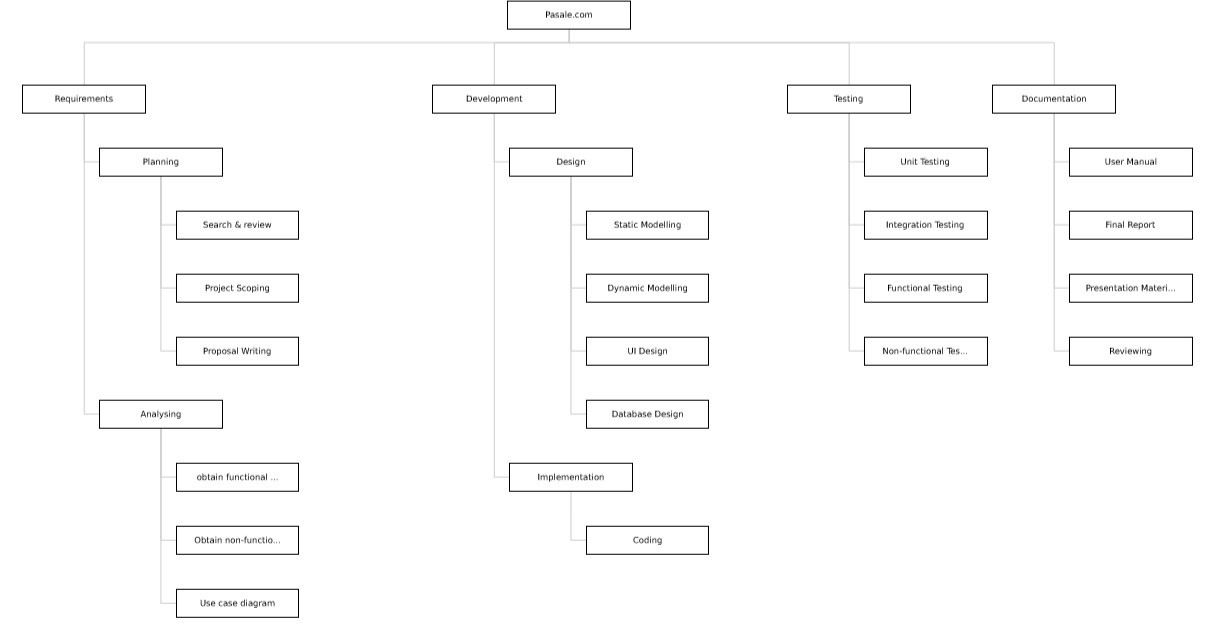 Pasale.com
Requirements
Development
Testing
Documentation
Planning
Design
Unit Testing
User Manual
Search & review
Static Modelling
Integration Testing
Final Report
Project Scoping
Dynamic Modelling
Functional Testing
Presentation Materi...
Proposal Writing
UI Design
Non-functional Tes...
Reviewing
Analysing
Database Design
obtain functional ...
Implementation
Obtain non-functio...
Coding
Use case diagram